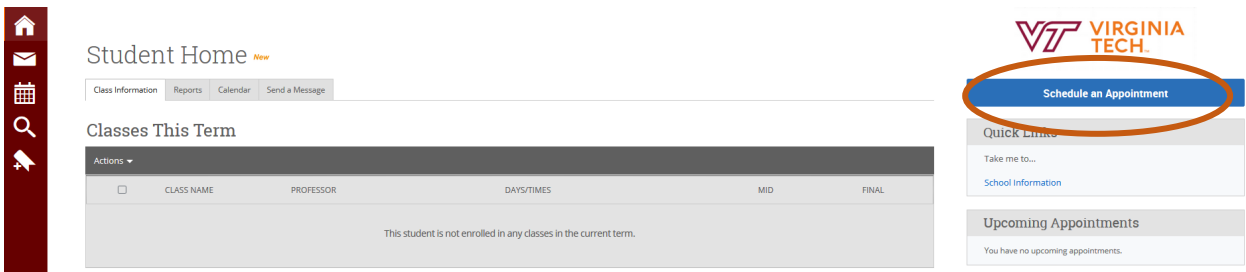 Student Home New
Class Information Reports Calendar Send a Message
Classes This Term
Actions
CLASS NAME PROFESSOR DAYS/TIMES MID FINAL
This student is not enrolled in any classes in the current term.
VT VIRGINIA
TECH
Schedule an Appointment
Quick Links
Take me to...
School Information
Upcoming Appointments
You have no upcoming appointments.